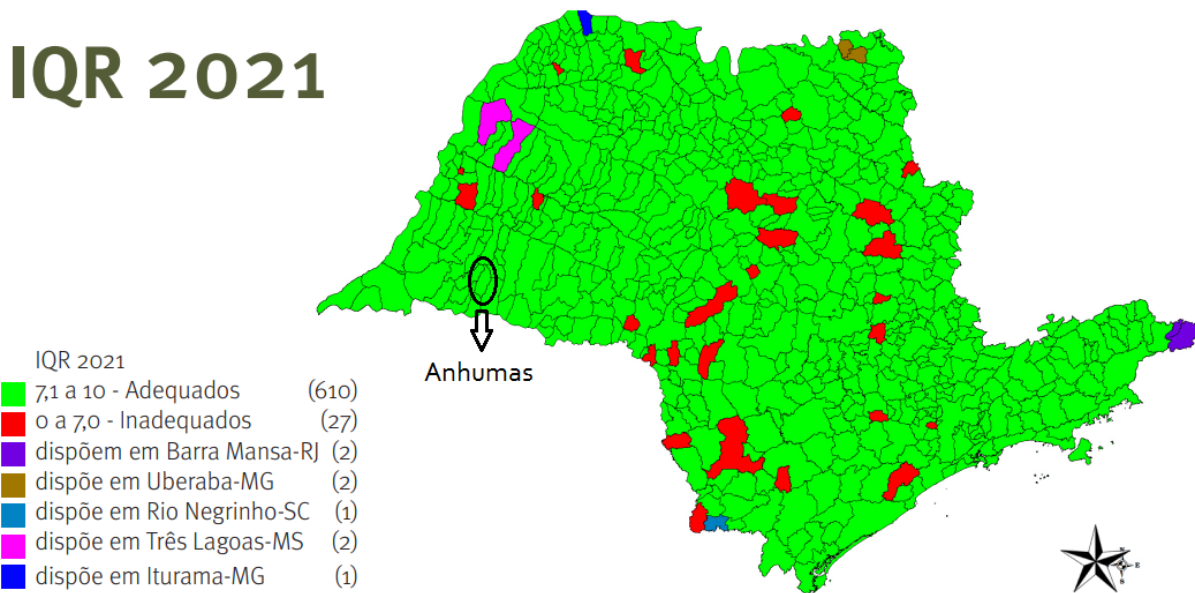 IQR 2021
Anhumas
IQR 2021
7,1 a 10 - Adequados (610)
0 a 7,0 - Inadequados (27)
dispõem em Barra Mansa-RJ (2)
dispõe em Uberaba-MG (2)
dispõe em Rio Negrinho-SC (1)
dispõe em Três Lagoas-MS (2)
dispõe em Iturama-MG (1)
N
E
S